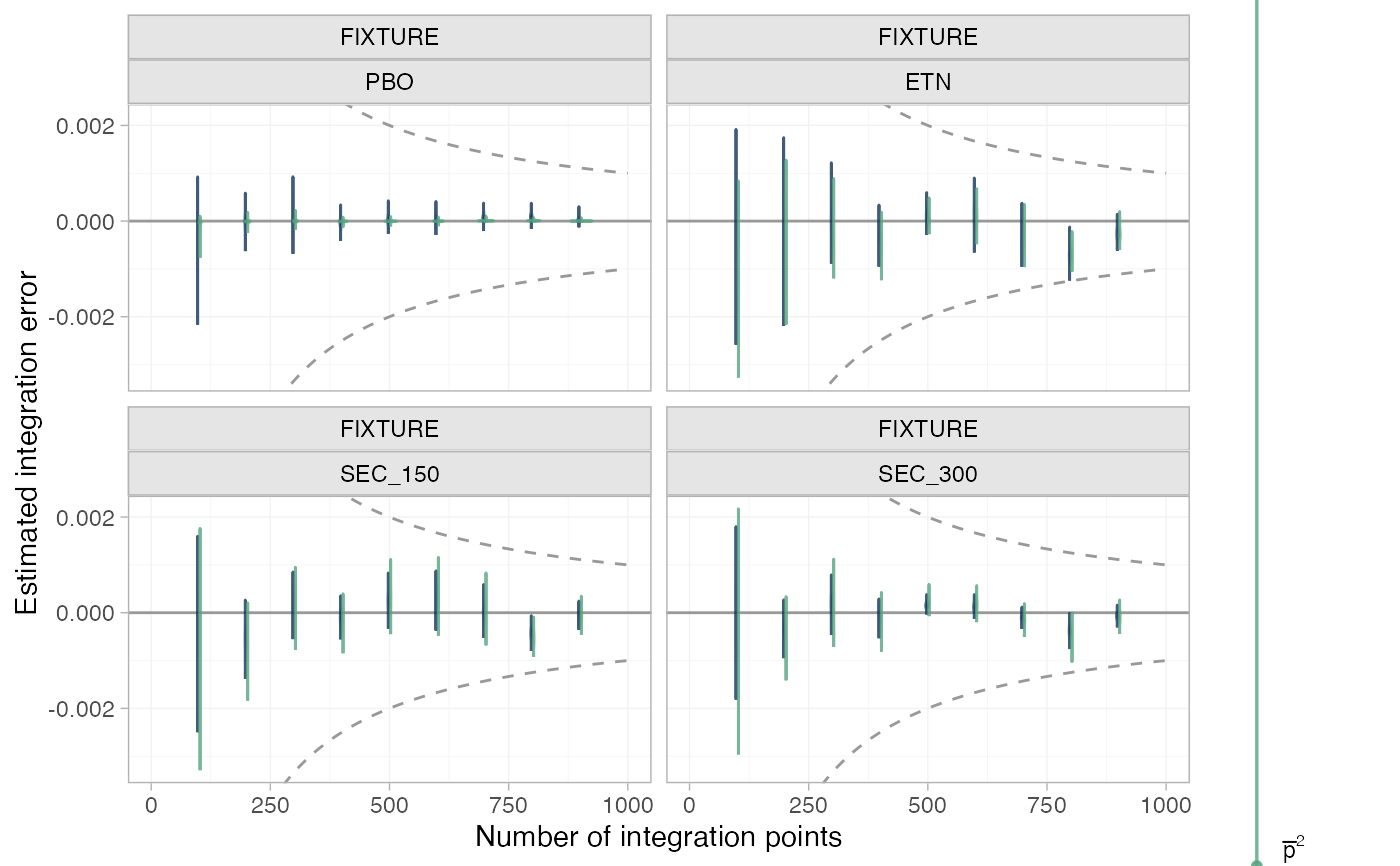 FIXTURE
FIXTURE
PBO
ETN
0.002
0.000
-0.002
FIXTURE
FIXTURE
SEC_150
SEC_300
0.002
0.000
-0.002
Estimated integration error
0 250 500 750 1000
0 250 500 750 1000
Number of integration points
p̅²